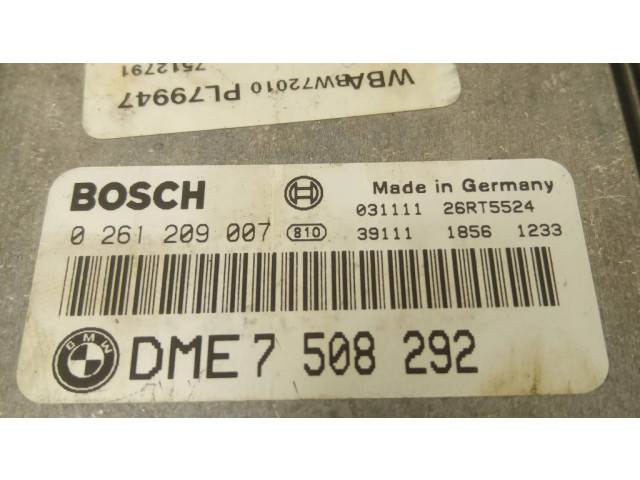 7512791
WBABW72010 PL79947
BOSCH
Made in Germany
031111 26RT5524
0 261 209 007 810 39111 1856 1233
BMW
DME 7 508 292